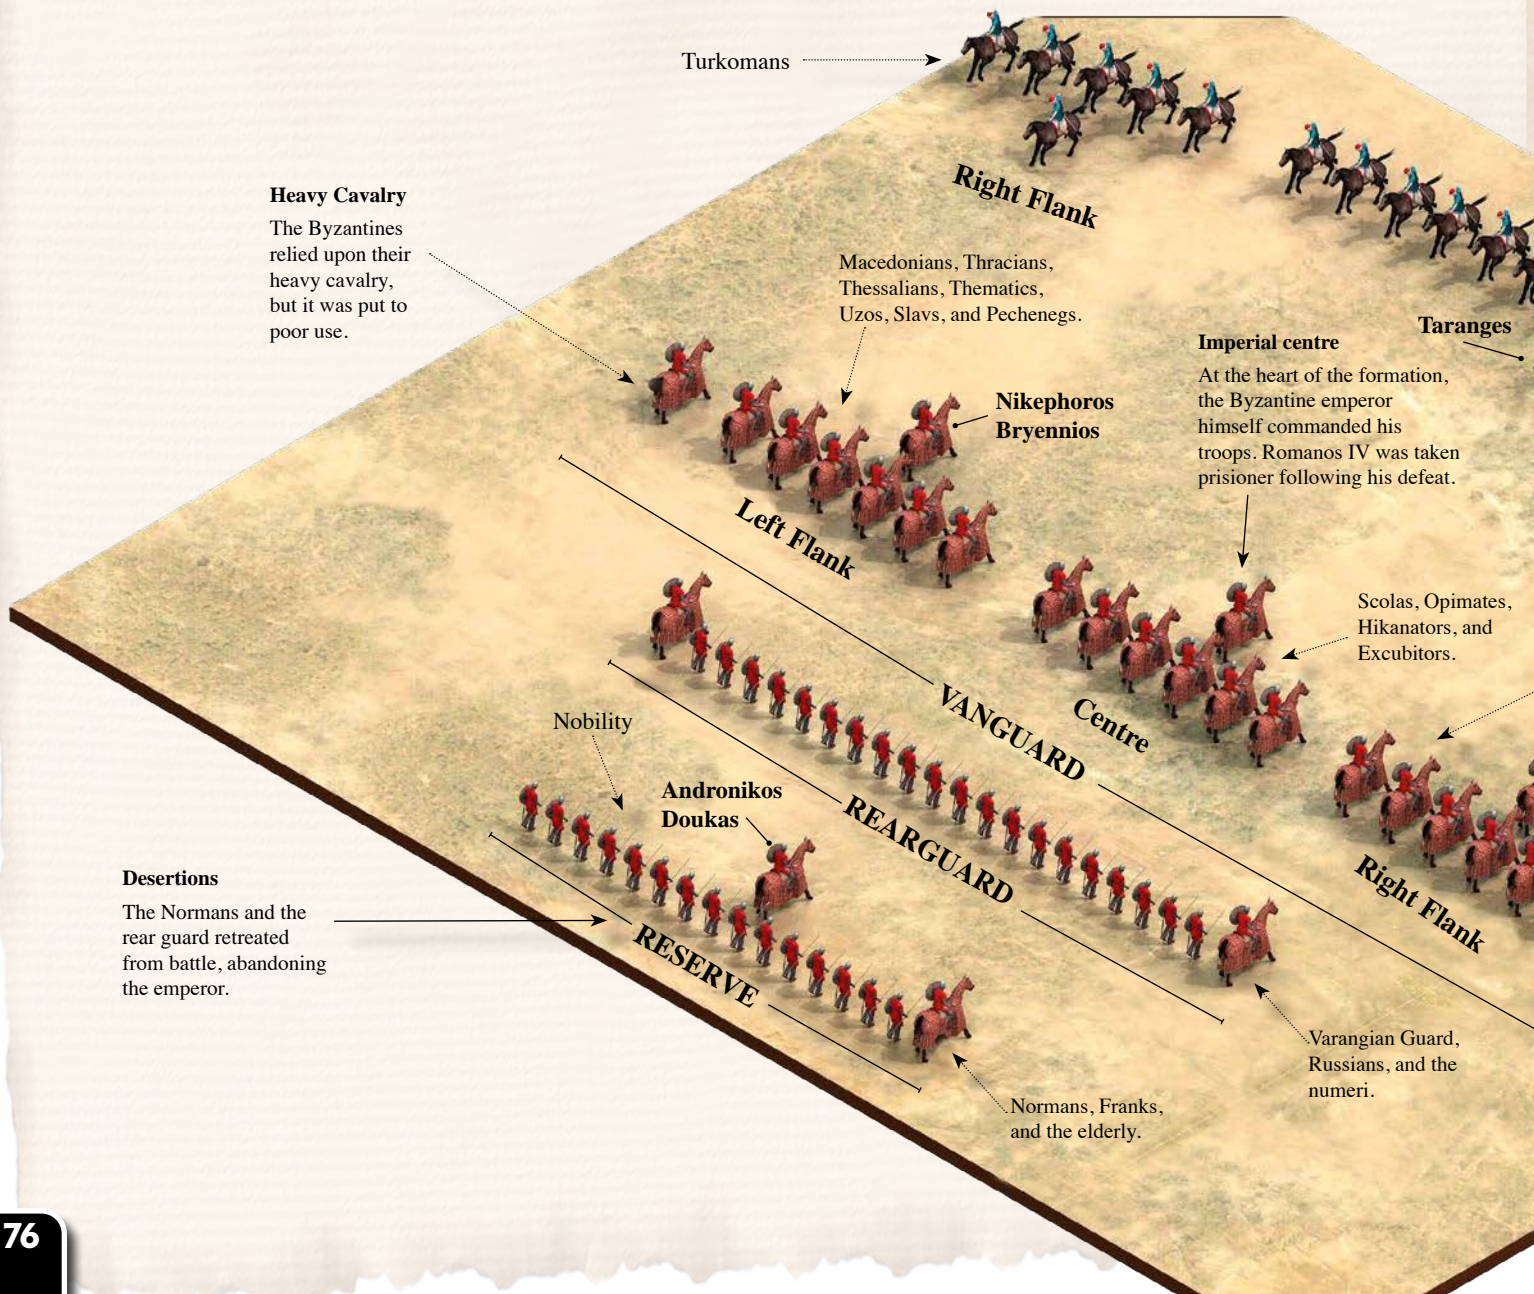 Turkomans
Right Flank
Heavy Cavalry
The Byzantines
relied upon their
heavy cavalry,
but it was put to
poor use.
Macedonians, Thracians,
Thessalians, Thematics,
Uzos, Slavs, and Pechenegs.
Taranges
Imperial centre
At the heart of the formation,
the Byzantine emperor
himself commanded his
troops. Romanos IV was taken
prisioner following his defeat.
Nikephoros
Bryennios
Left Flank
Scolas, Opimates,
Hikanators, and
Excubitors.
Centre
VANGUARD
Nobility
Andronikos
Doukas
REARGUARD
Right Flank
Desertions
The Normans and the
rear guard retreated
from battle, abandoning
the emperor.
RESERVE
Varangian Guard,
Russians, and the
numeri.
Normans, Franks,
and the elderly.
76